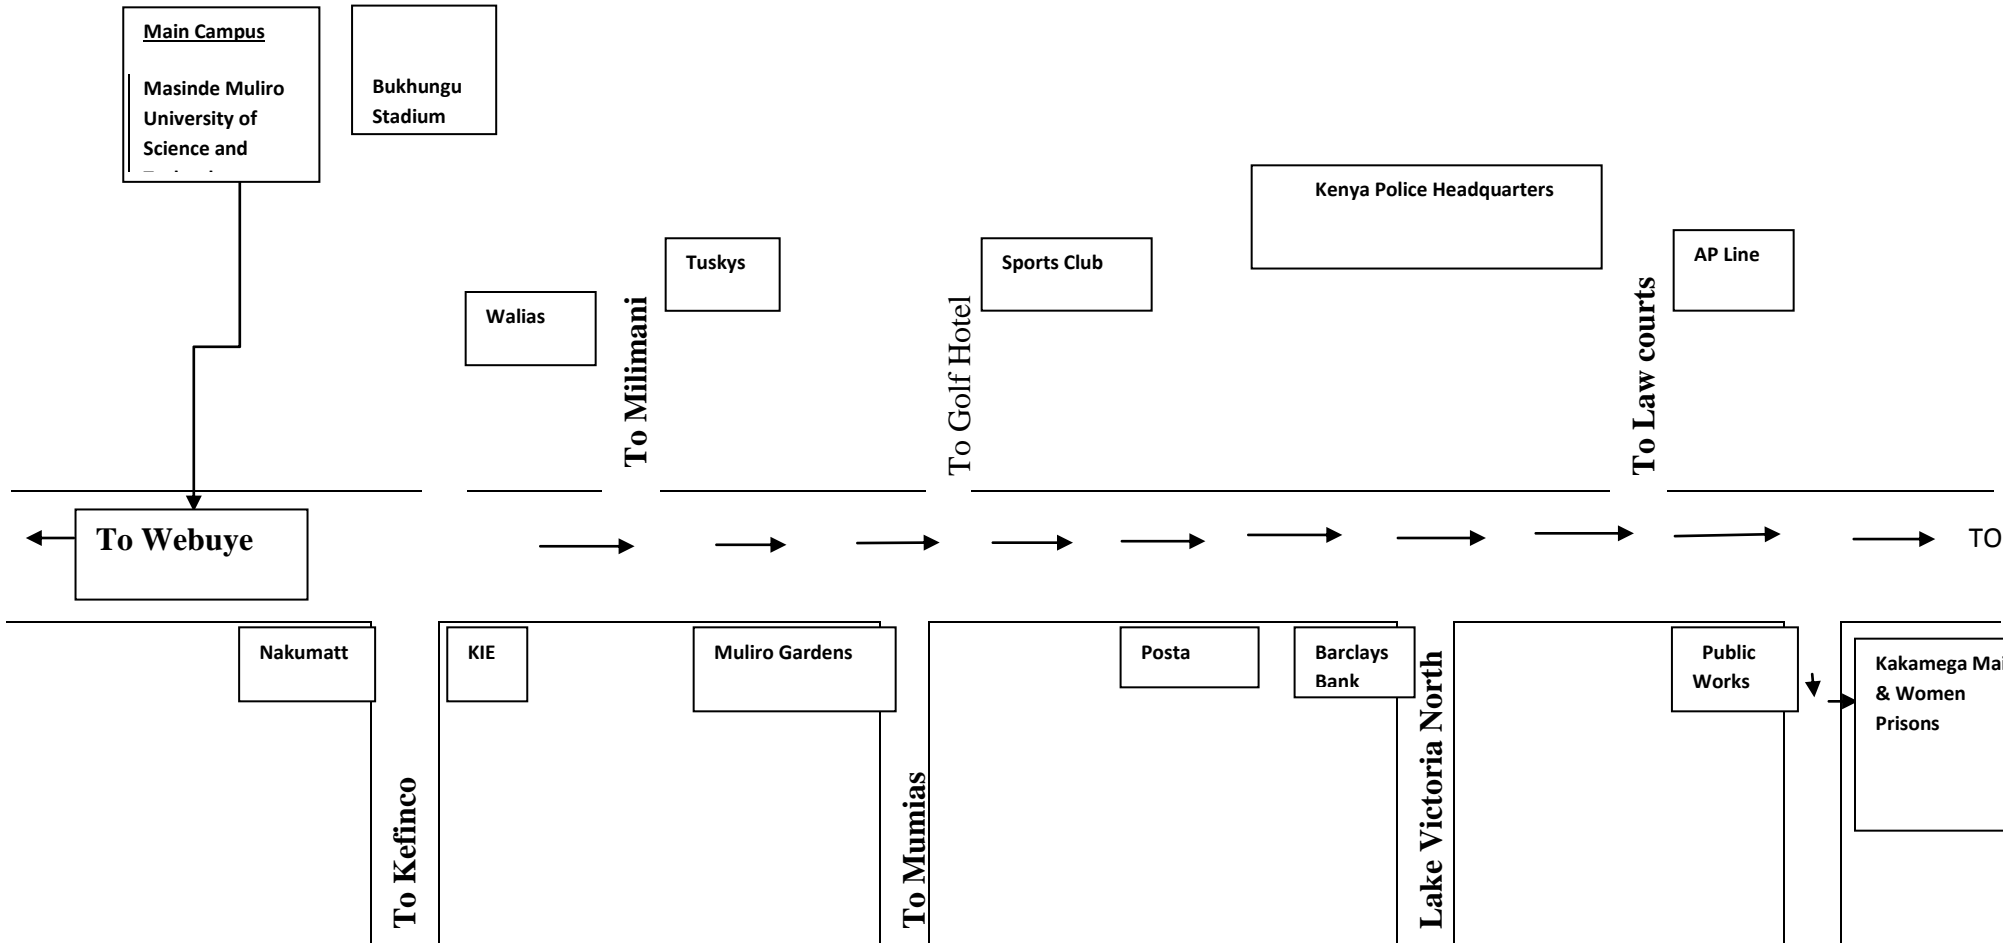 Main Campus
Masinde Muliro
University of
Science and
Bukhungu
Stadium
Kenya Police Headquarters
AP Line
Tuskys
Sports Club
Walias
To Milimani
To Golf Hotel
To Law courts
To Webuye
TO
Nakumatt
KIE
Muliro Gardens
Posta
Barclays
Bank
Public
Works
Kakamega Mai
& Women
Prisons
To Kefinco
To Mumias
Lake Victoria North